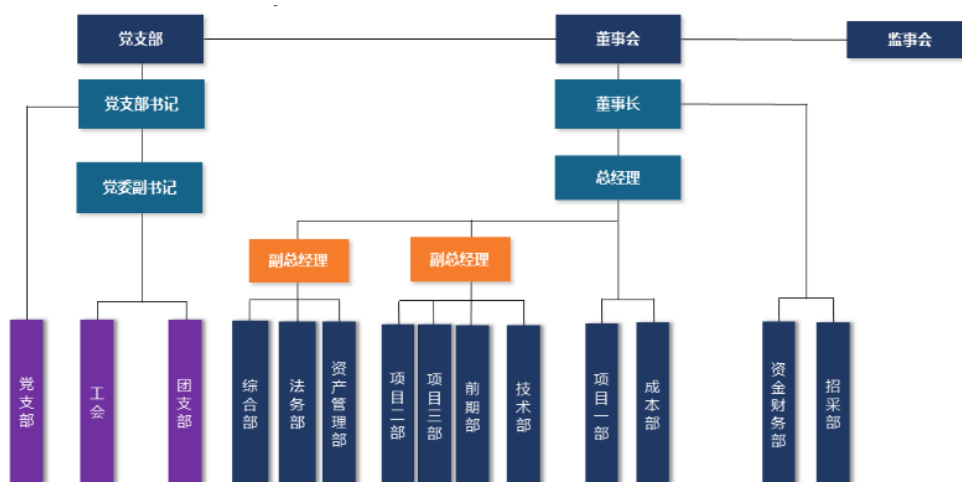 党支部
董事会
监事会
党支部书记
董事长
党委副书记
总经理
副总经理
副总经理
党支部
工会
团支部
综合部
法务部
资产管理部
项目二部
项目三部
前期部
技术部
项目一部
成本部
资金财务部
招采部